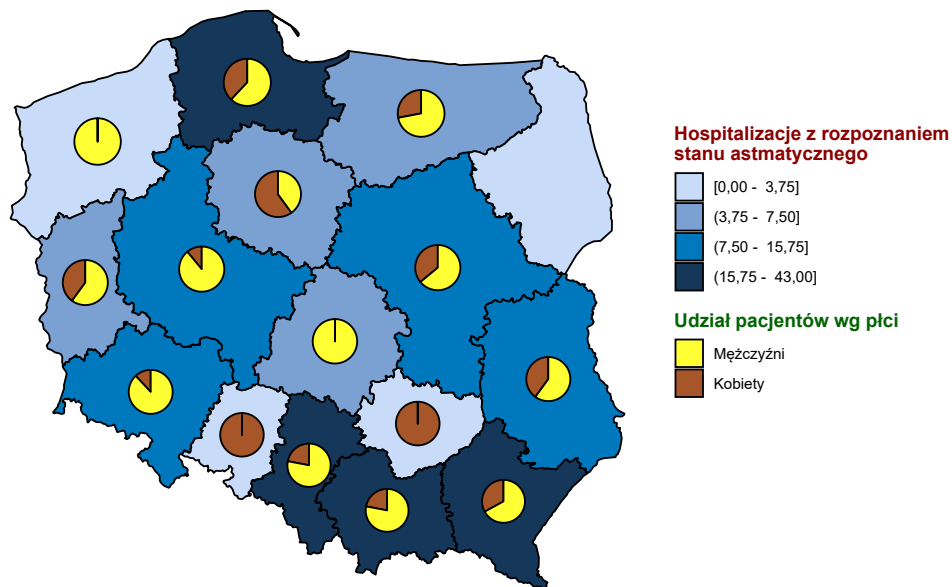 Hospitalizacje z rozpoznaniem
stanu astmatycznego
[0,00 - 3,75]
(3,75 - 7,50]
(7,50 - 15,75]
(15,75 - 43,00]
Udział pacjentów wg płci
Mężczyźni
Kobiety